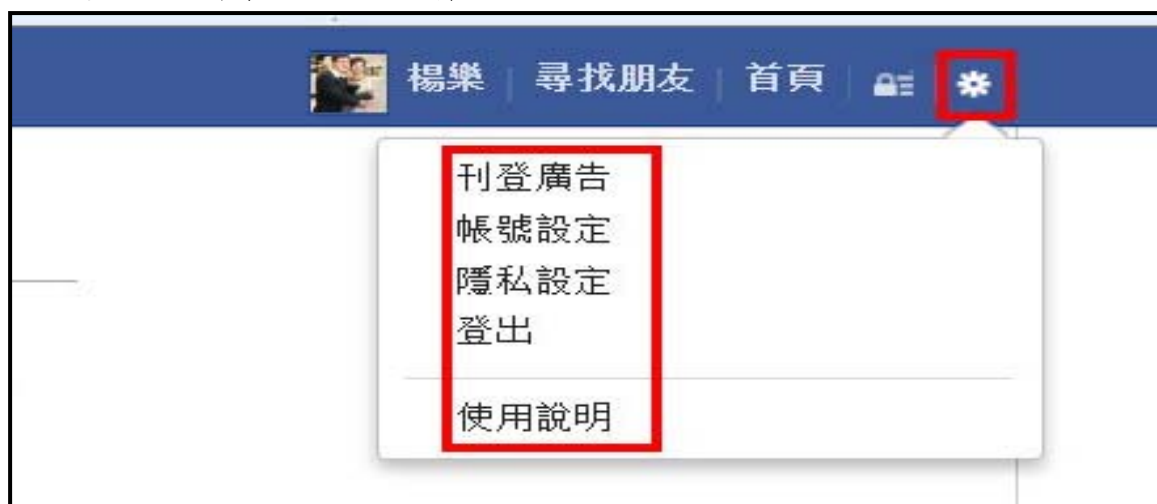 楊樂 尋找朋友 首頁
刊登廣告
帳號設定
隱私設定
登出
使用說明